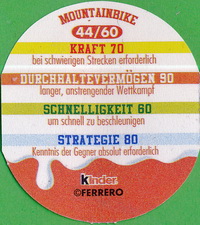 MOUNTAINBIKE
44/60
KRAFT 70
bei schwierigen Strecken erforderlich
DURCHHALTEVERMÖGEN 90
langer, anstrengender Wettkampf
SCHNELLIGKEIT 60
um schnell zu beschleunigen
STRATEGIE 80
Kenntnis der Gegner absolut erforderlich
kinder
©FERRERO